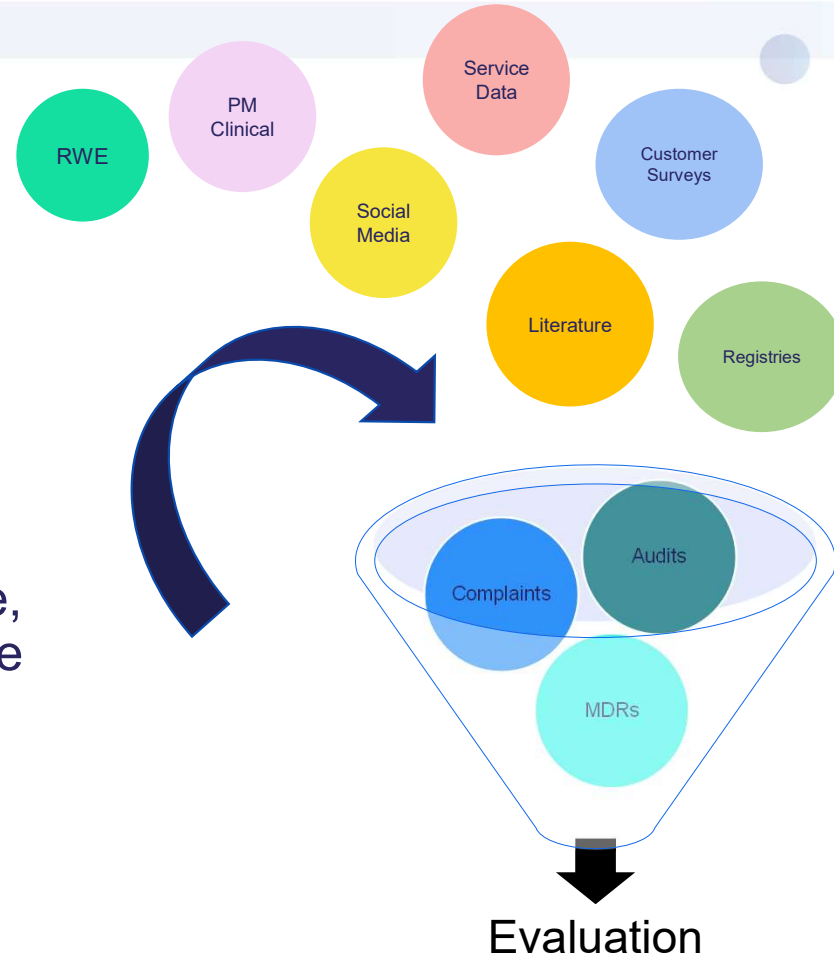 Service
Data
PM
Clinical
RWE
Customer
Surveys
Social
Media
Literature
Registries
Audits
Complaints
e,
e
MDRs
Evaluation